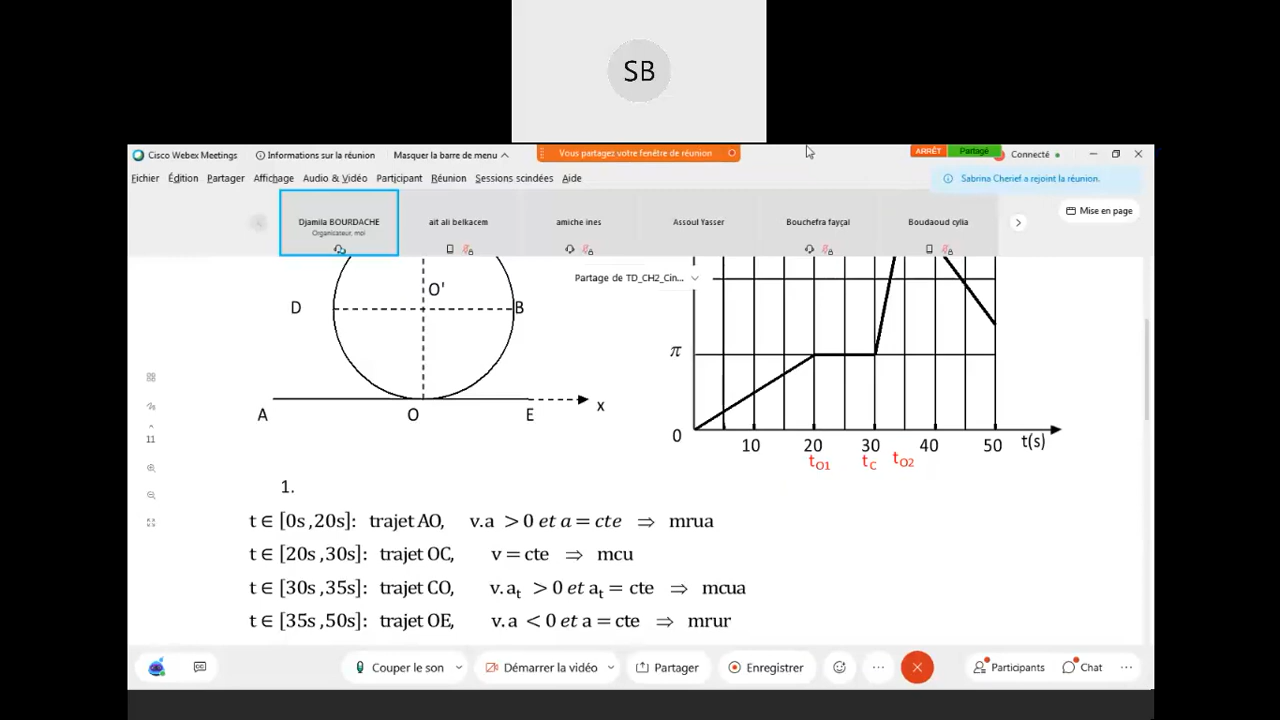 SB
Cisco Webex Meetings
Informations sur la réunion
Masquer la barre de menu
Vous partagez votre fenêtre de réunion
ARRÊT
Partagé
Connecté
Fichier Édition Partager Affichage Audio & Vidéo Participant Réunion Sessions scindées Aide
Sabrina Cherief a rejoint la réunion.
Djamila BOURDACHE
Organisateur, moi
ait ali belkacem
amiche ines
Assoul Yasser
Bouchefra fayçal
Boudaoud cylia
Mise en page
Partage de TD_CH2_Cin...
O'
D
B
π
A
O
E
x
0
10 20 30 40 50 t(s)
tO1 tC tO2
11
1.
t ∈ [0s ,20s]: trajet AO, v.a > 0 et a = cte ⇒ mrua
t ∈ [20s ,30s]: trajet OC, v = cte ⇒ mcu
t ∈ [30s ,35s]: trajet CO, v. at > 0 et at = cte ⇒ mcua
t ∈ [35s ,50s]: trajet OE, v. a < 0 et a = cte ⇒ mrur
CC
Couper le son
Démarrer la vidéo
Partager
Enregistrer
Participants
Chat